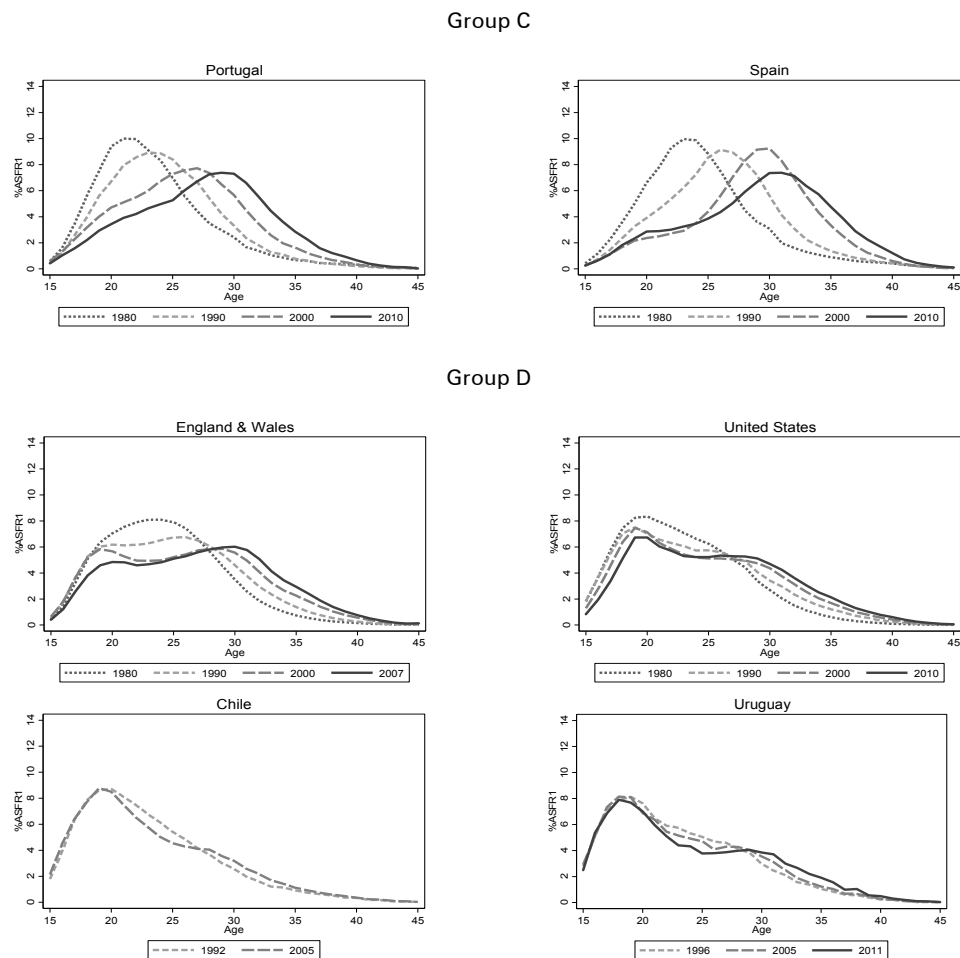 Group C
Portugal
%ASFR1
14
12
10
8
6
4
2
0
15 20 25 30 35 40 45
Age
1980 1990 2000 2010
Spain
%ASFR1
14
12
10
8
6
4
2
0
15 20 25 30 35 40 45
Age
1980 1990 2000 2010
Group D
England & Wales
%ASFR1
14
12
10
8
6
4
2
0
15 20 25 30 35 40 45
Age
1980 1990 2000 2007
United States
%ASFR1
14
12
10
8
6
4
2
0
15 20 25 30 35 40 45
Age
1980 1990 2000 2010
Chile
%ASFR1
14
12
10
8
6
4
2
0
15 20 25 30 35 40 45
Age
1992 2005
Uruguay
%ASFR1
14
12
10
8
6
4
2
0
15 20 25 30 35 40 45
Age
1996 2005 2011